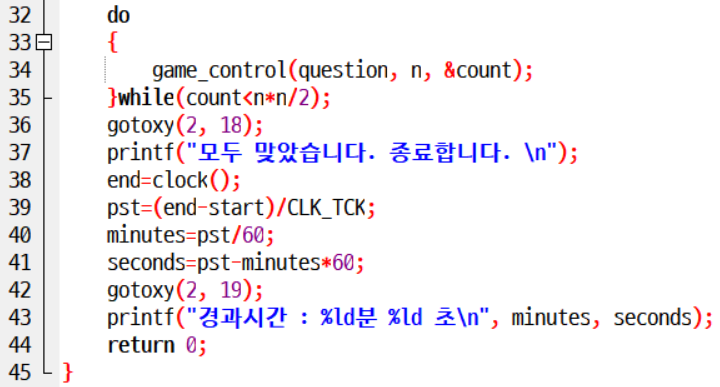 32 do
33 {
34 game_control(question, n, &count);
35 }while(count<n*n/2);
36 gotoxy(2, 18);
37 printf("모두 맞았습니다. 종료합니다. \n");
38 end=clock();
39 pst=(end-start)/CLK_TCK;
40 minutes=pst/60;
41 seconds=pst-minutes*60;
42 gotoxy(2, 19);
43 printf("경과시간 : %ld분 %ld 초\n", minutes, seconds);
44 return 0;
45 }